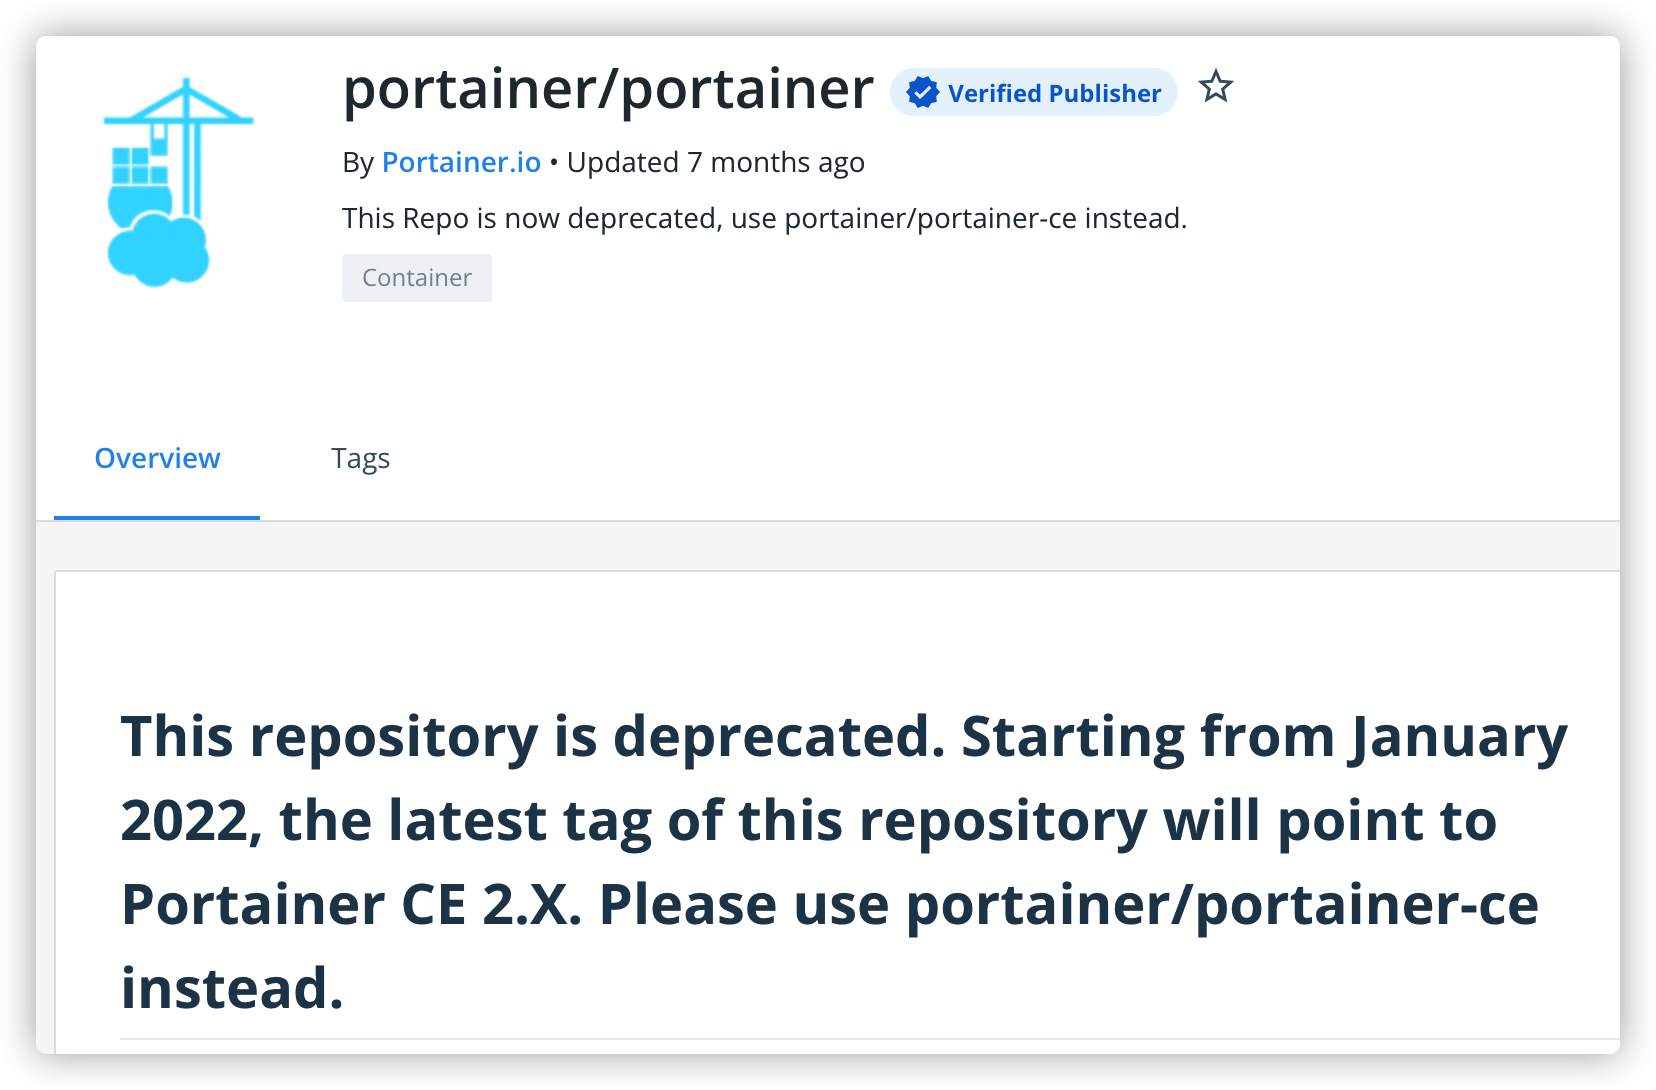 portainer/portainer Verified Publisher
By Portainer.io • Updated 7 months ago
This Repo is now deprecated, use portainer/portainer-ce instead.
Container
Overview Tags
This repository is deprecated. Starting from January
2022, the latest tag of this repository will point to
Portainer CE 2.X. Please use portainer/portainer-ce
instead.